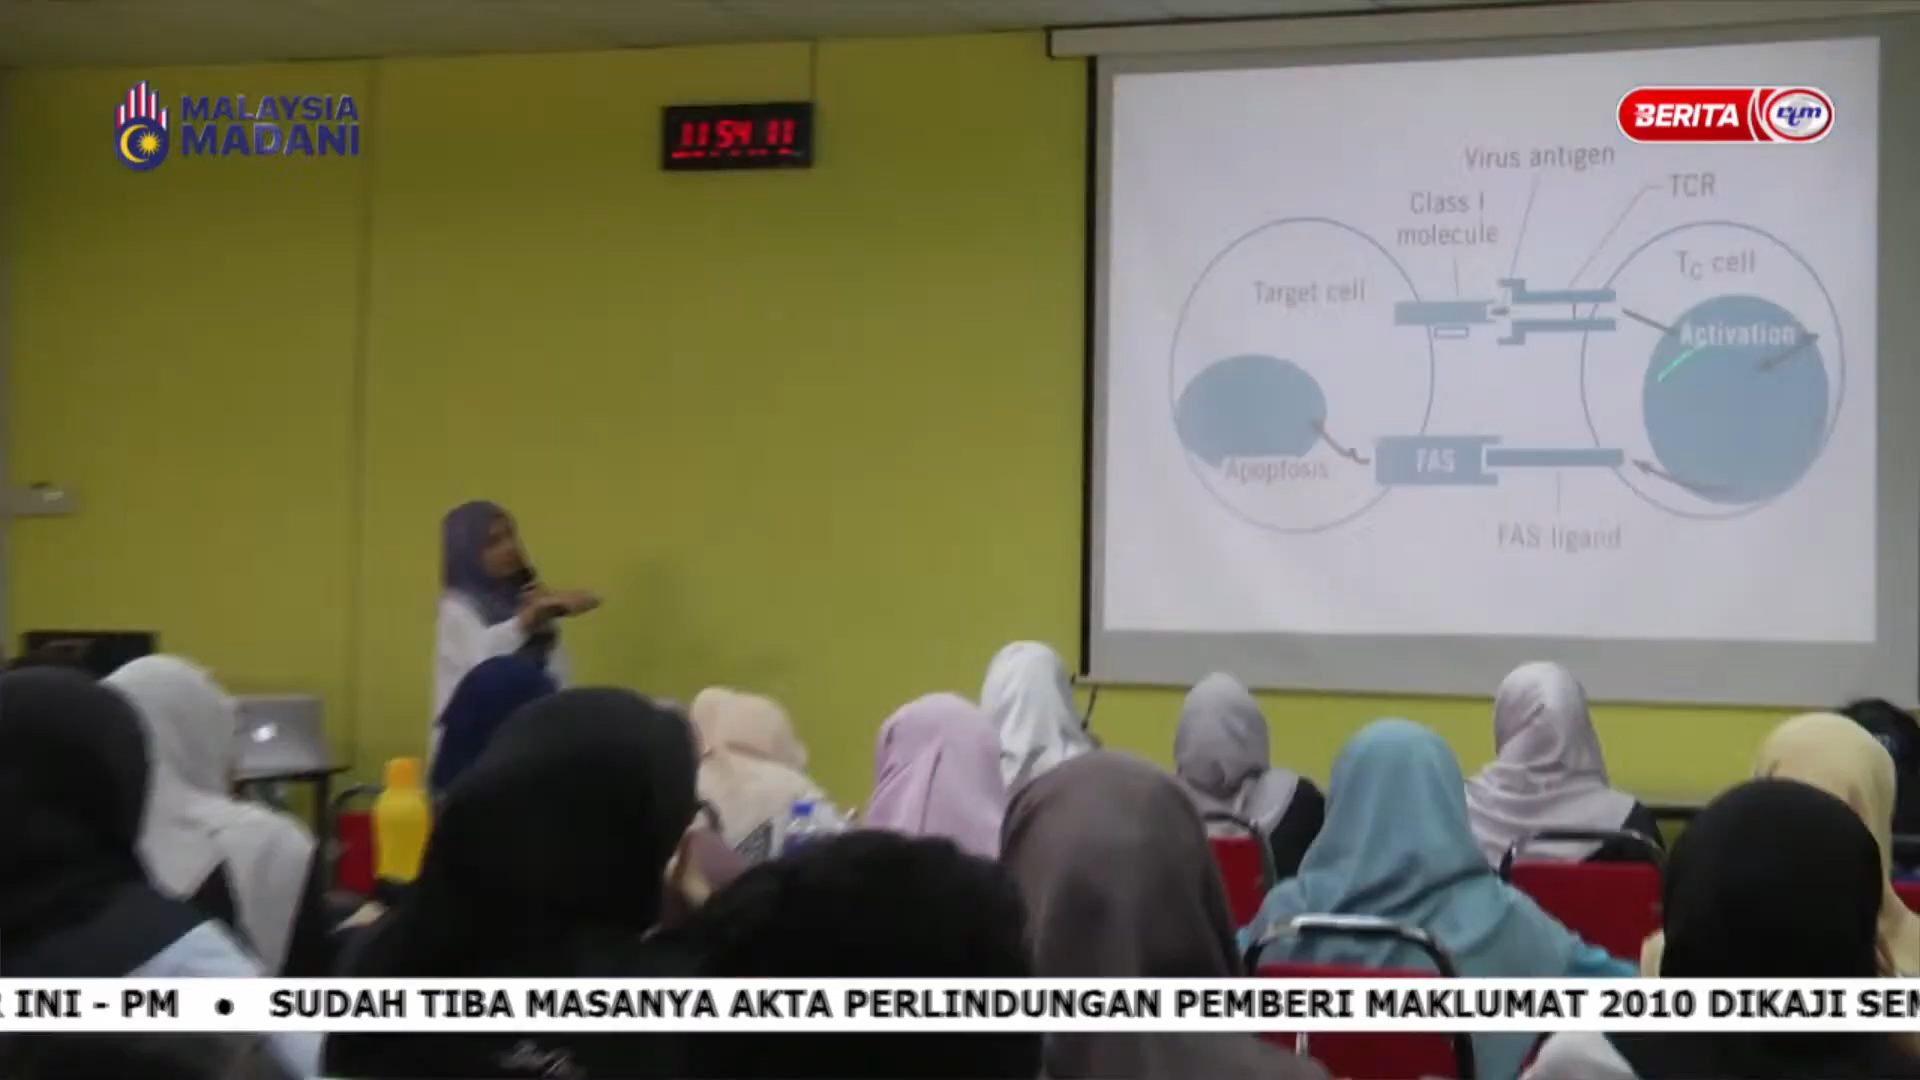 MALAYSIA
MADANI
11:54 11
BERITA rtm
Virus antigen
TCR
Class I
molecule
Tc cell
Target cell
Activation
FAS
Apoptosis
FAS ligand
R INI - PM • SUDAH TIBA MASANYA AKTA PERLINDUNGAN PEMBERI MAKLUMAT 2010 DIKAJI SEM